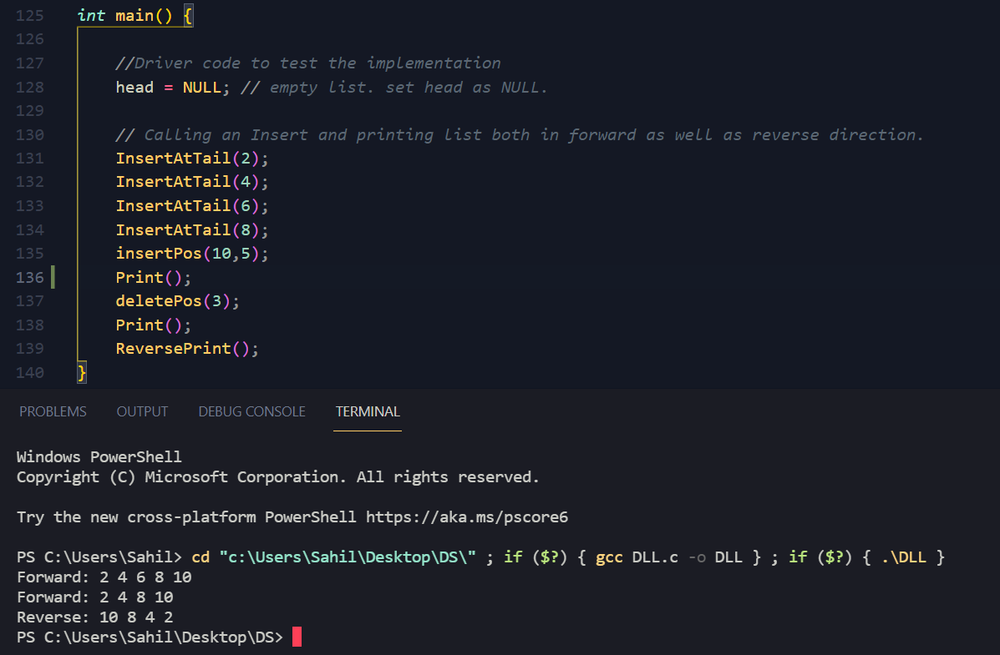 125 int main() {
126
127 //Driver code to test the implementation
128 head = NULL; // empty list. set head as NULL.
129
130 // Calling an Insert and printing list both in forward as well as reverse direction.
131 InsertAtTail(2);
132 InsertAtTail(4);
133 InsertAtTail(6);
134 InsertAtTail(8);
135 insertPos(10,5);
136 Print();
137 deletePos(3);
138 Print();
139 ReversePrint();
140 }
PROBLEMS OUTPUT DEBUG CONSOLE TERMINAL
Windows PowerShell
Copyright (C) Microsoft Corporation. All rights reserved.
Try the new cross-platform PowerShell https://aka.ms/pscore6
PS C:\Users\Sahil> cd "c:\Users\Sahil\Desktop\DS\" ; if ($?) { gcc DLL.c -o DLL } ; if ($?) { .\DLL }
Forward: 2 4 6 8 10
Forward: 2 4 8 10
Reverse: 10 8 4 2
PS C:\Users\Sahil\Desktop\DS>